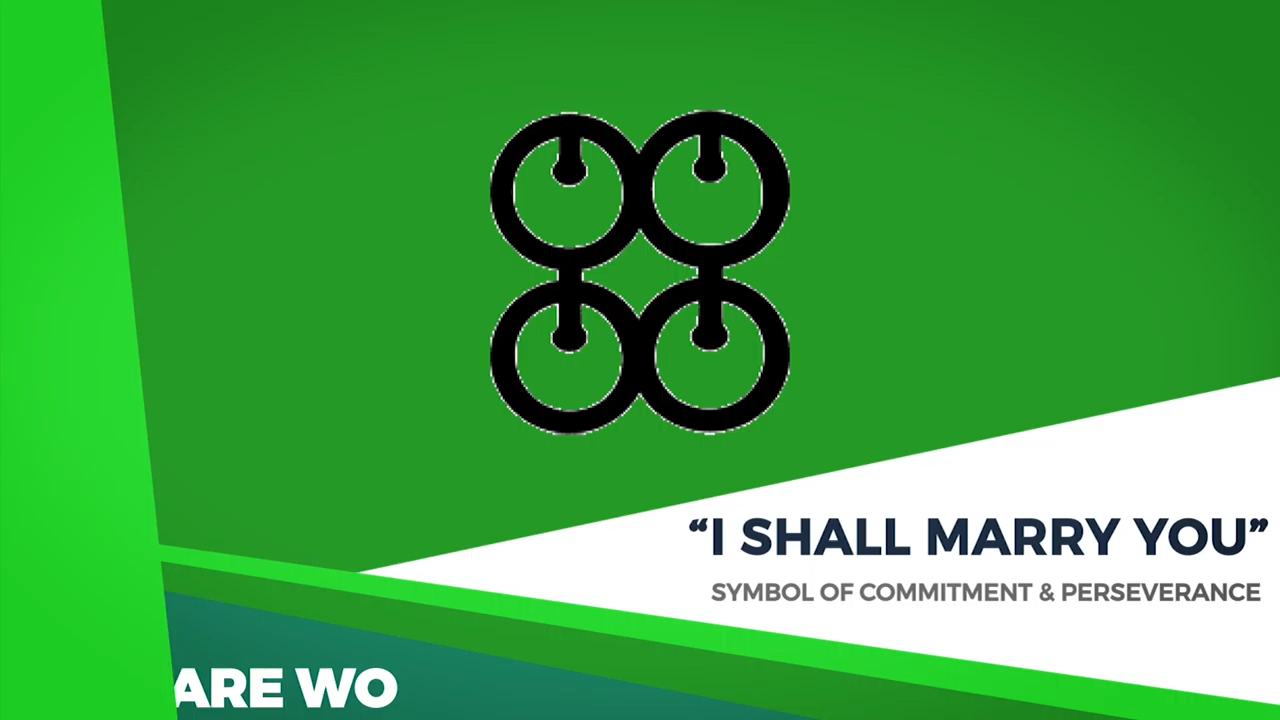 “I SHALL MARRY YOU”
SYMBOL OF COMMITMENT & PERSEVERANCE
ARE WO